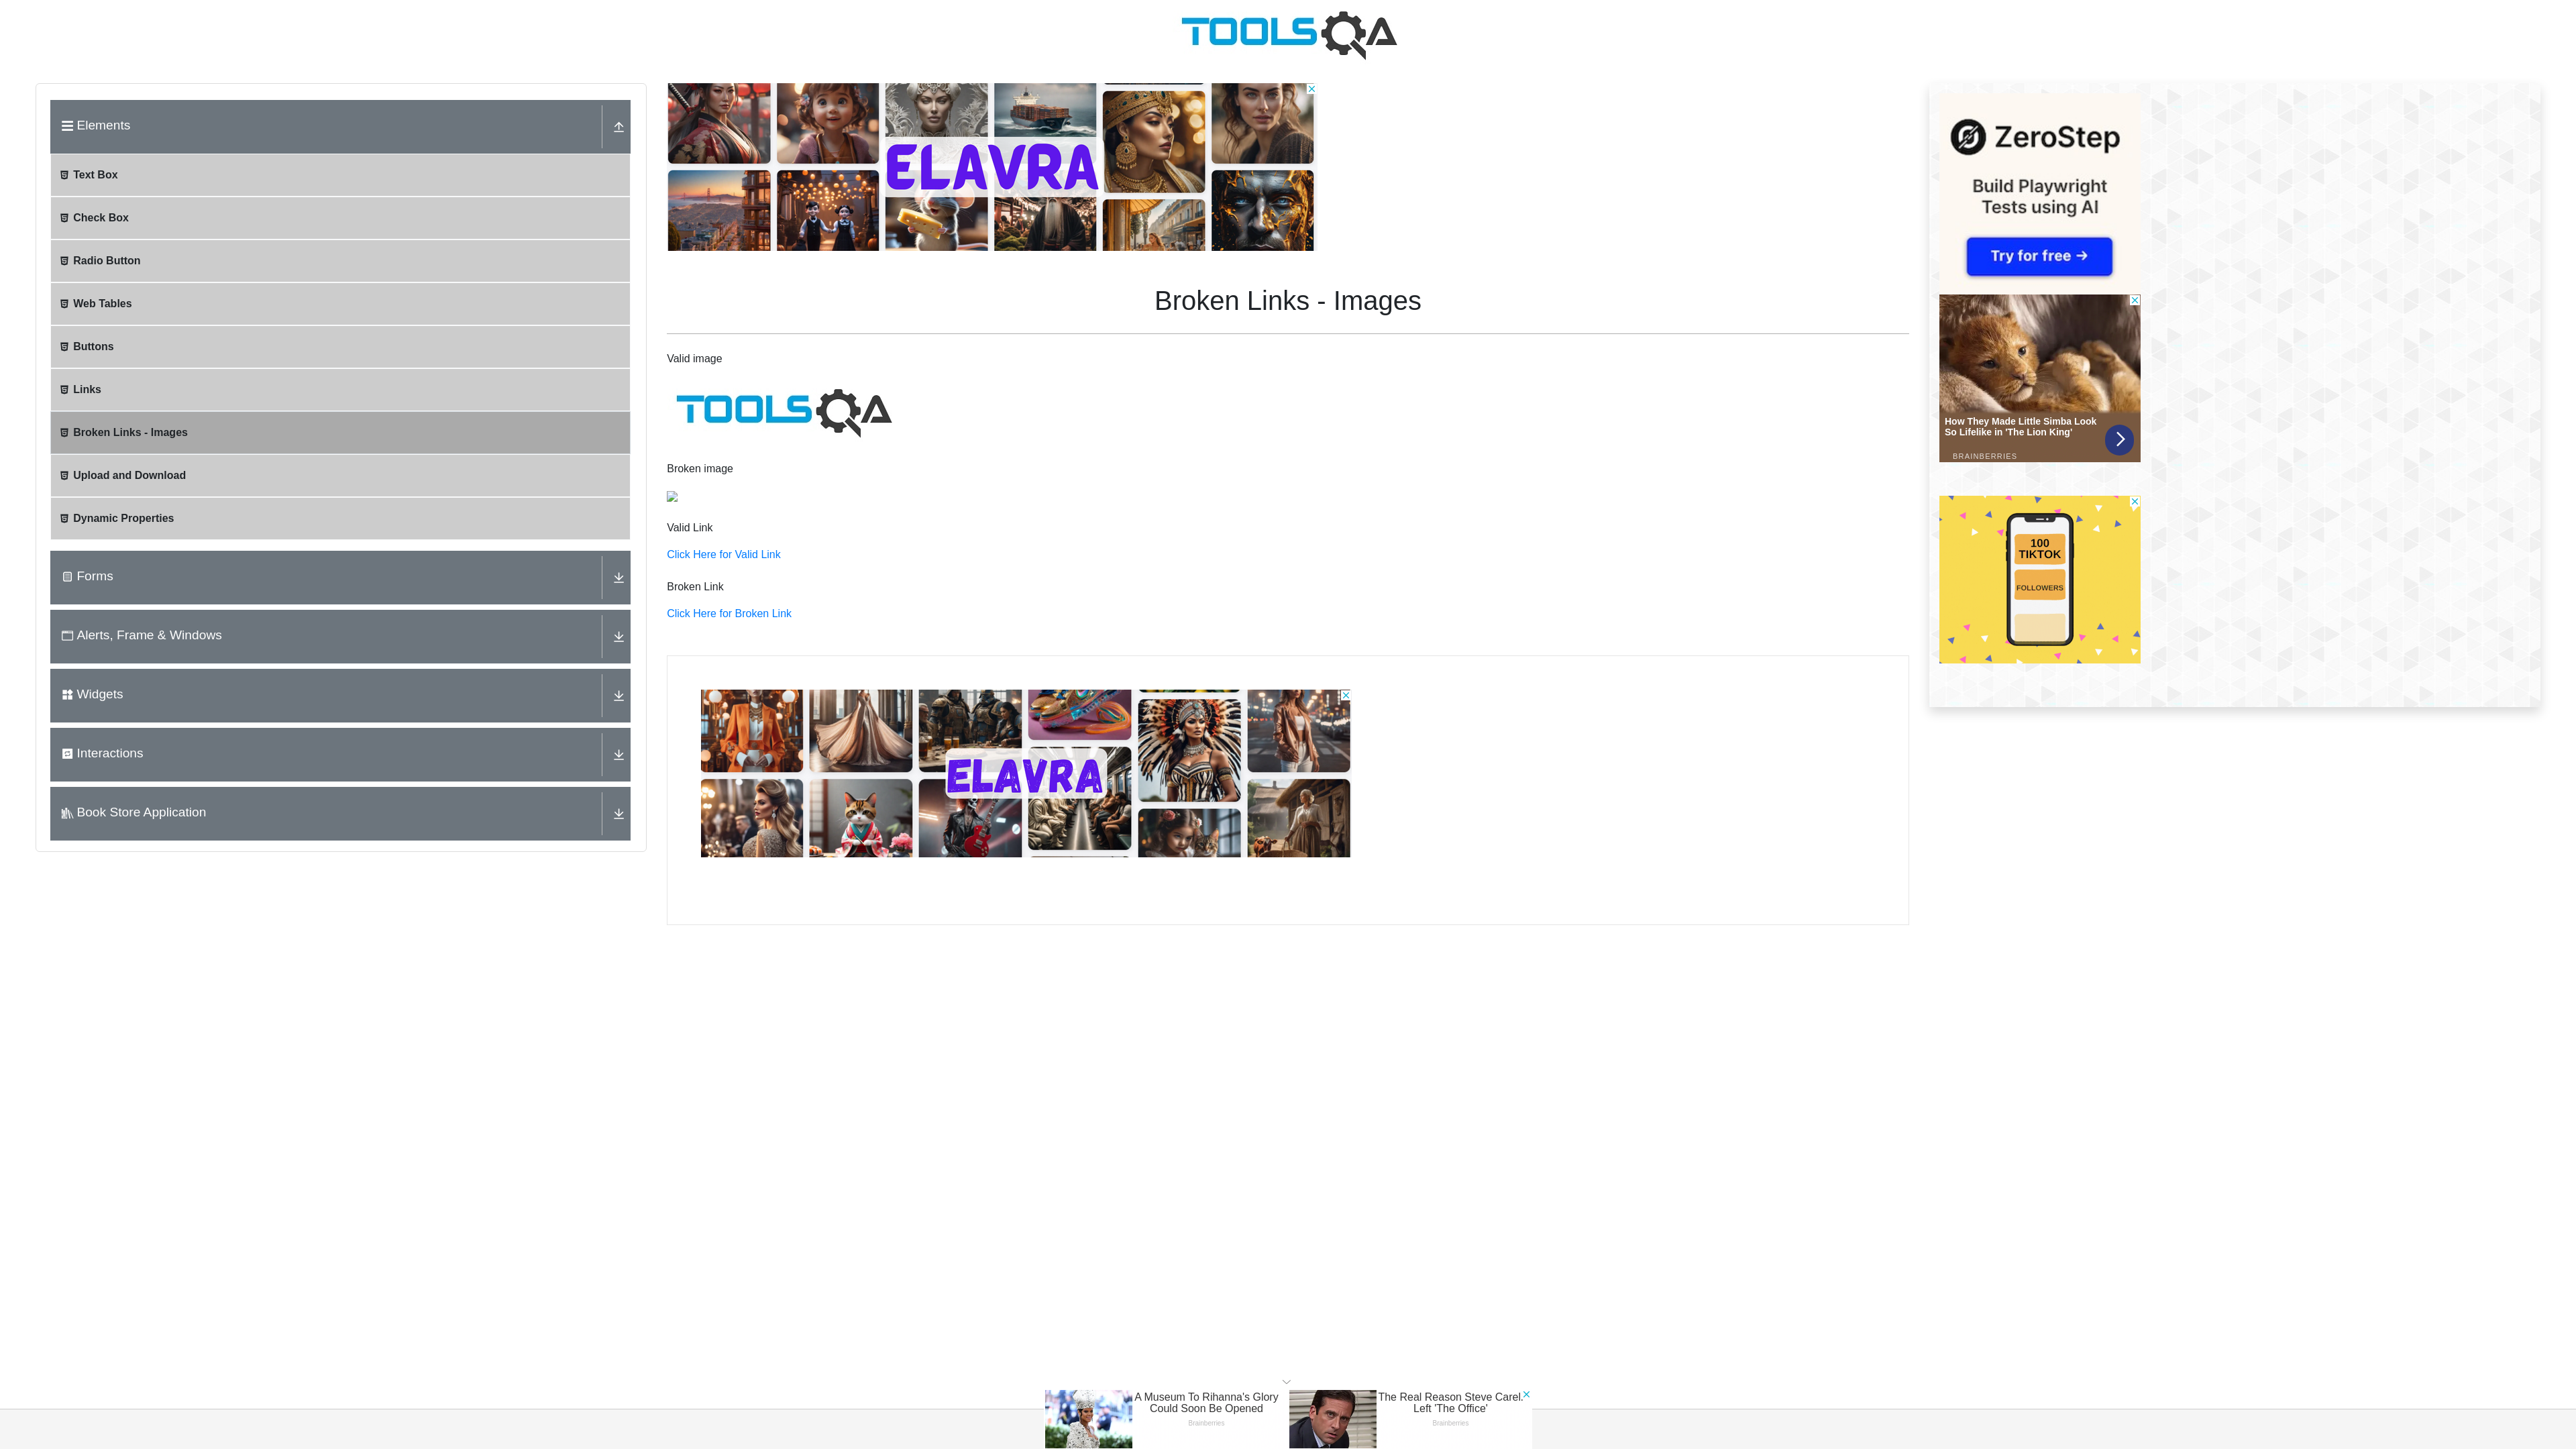 TOOLSQA
Elements
Text Box
Check Box
Radio Button
Web Tables
Buttons
Links
Broken Links - Images
Upload and Download
Dynamic Properties
Forms
Alerts, Frame & Windows
Widgets
Interactions
Book Store Application
ELAVRA
Broken Links - Images
Valid image
TOOLSQA
Broken image
Valid Link
Click Here for Valid Link
Broken Link
Click Here for Broken Link
ELAVRA
ZeroStep
Build Playwright
Tests using AI
Try for free →
How They Made Little Simba Look
So Lifelike in 'The Lion King'
BRAINBERRIES
100
TIKTOK
FOLLOWERS
A Museum To Rihanna's Glory
Could Soon Be Opened
Brainberries
The Real Reason Steve Carel.
Left 'The Office'
Brainberries